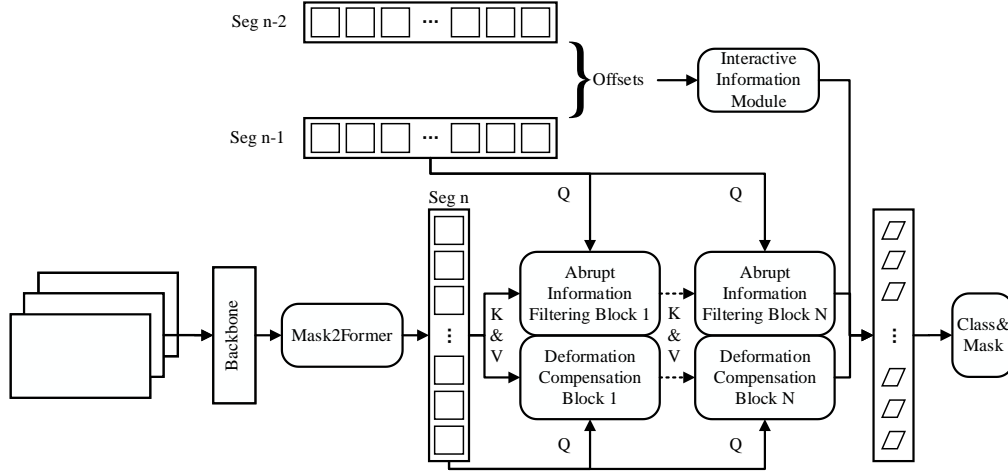 Seg n-2
...
Offsets
Interactive
Information
Module
Seg n-1
...
Q
Q
Seg n
Backbone
Mask2Former
...
K
&
V
Abrupt
Information
Filtering Block 1
K
&
V
Abrupt
Information
Filtering Block N
Deformation
Compensation
Block 1
Deformation
Compensation
Block N
...
Class&
Mask
Q
Q